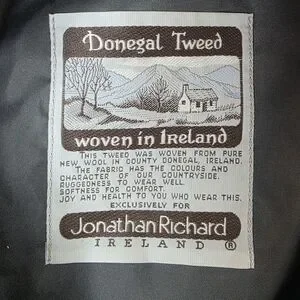 Donegal Tweed
woven in Ireland
THIS TWEED WAS WOVEN FROM PURE
NEW WOOL IN COUNTY DONEGAL, IRELAND.
THE FABRIC HAS THE COLOURS AND
CHARACTER OF OUR COUNTRYSIDE.
RUGGEDNESS TO WEAR WELL.
SOFTNESS FOR COMFORT.
JOY AND HEALTH TO YOU WHO WEAR THIS.
EXCLUSIVELY FOR
Jonathan Richard
IRELAND ®